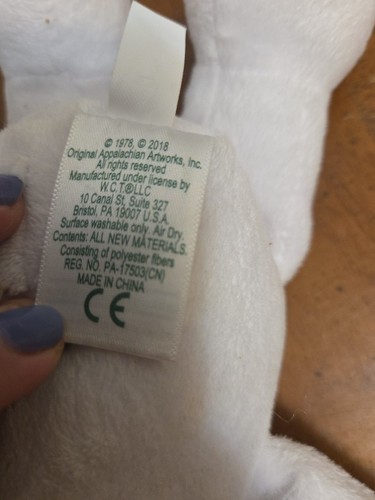 © 1978, © 2018
Original Appalachian Artworks, Inc.
All rights reserved
Manufactured under license by
W.C.T.®LLC
10 Canal St, Suite 327
Bristol, PA 19007 U.S.A.
Surface washable only. Air Dry.
Contents: ALL NEW MATERIALS.
Consisting of polyester fibers
REG. NO. PA-17503(CN)
MADE IN CHINA
CE